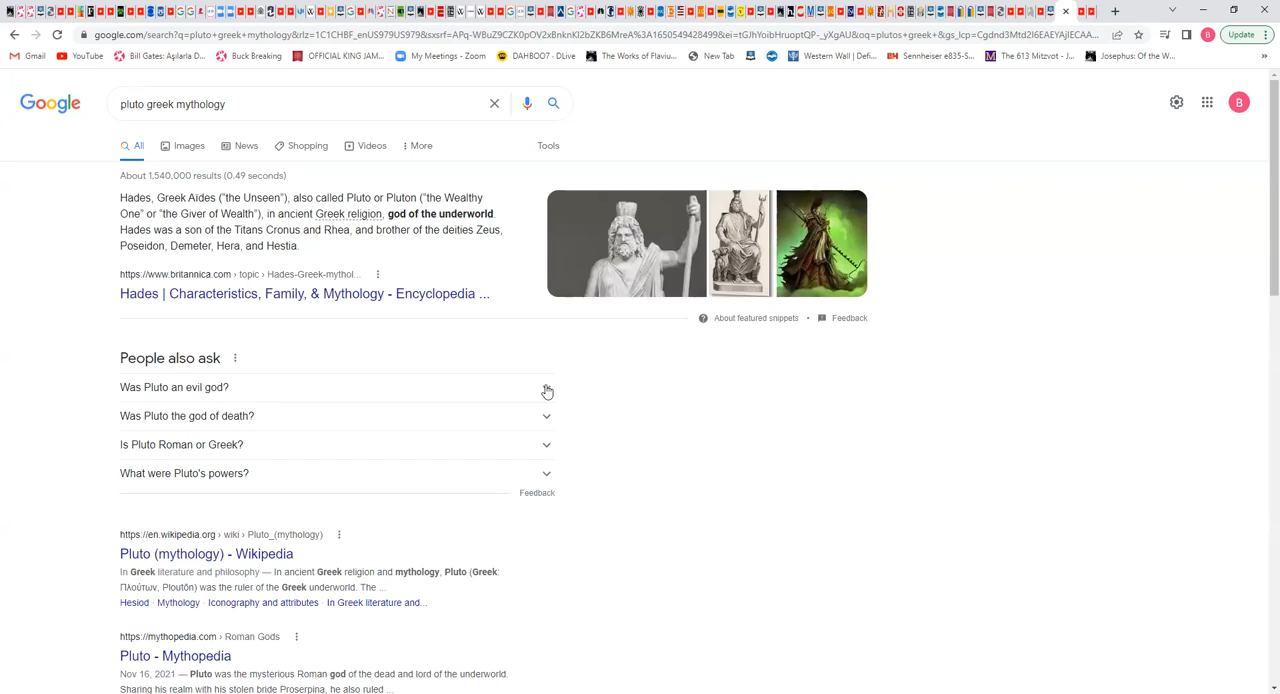 google.com/search?q=pluto+greek+mythology&rlz=1C1CHBF_enUS979US979&sxsrf=APq-WBuZ9CZK0pOV2xBnknKI2bZKB6MreA%3A1650549428499&ei=tGJhYoibHruoptQP-_yXgAU&oq=plutos+greek+&gs_lcp=Cgdnd3Mtd2l6EAEYAjIECAA...
Update
Gmail
YouTube
Bill Gates: Aşılarla D...
Buck Breaking
OFFICIAL KING JAM...
My Meetings - Zoom
DAHBOO7 - Dlive
The Works of Flaviu...
New Tab
Western Wall | Defi...
Sennheiser e835-S...
The 613 Mitzvot - J...
Josephus: Of the W...
»
Google
pluto greek mythology
B
All
Images
News
Shopping
Videos
More
Tools
About 1,540,000 results (0.49 seconds)
Hades, Greek Aïdes ("the Unseen"), also called Pluto or Pluton ("the Wealthy
One" or "the Giver of Wealth"), in ancient Greek religion, god of the underworld.
Hades was a son of the Titans Cronus and Rhea, and brother of the deities Zeus,
Poseidon, Demeter, Hera, and Hestia.
https://www.britannica.com › topic › Hades-Greek-mythol...
Hades | Characteristics, Family, & Mythology - Encyclopedia ...
About featured snippets • Feedback
People also ask
Was Pluto an evil god?
Was Pluto the god of death?
Is Pluto Roman or Greek?
What were Pluto's powers?
Feedback
https://en.wikipedia.org › wiki › Pluto_(mythology)
Pluto (mythology) - Wikipedia
In Greek literature and philosophy — In ancient Greek religion and mythology, Pluto (Greek:
Πλούτων, Ploutōn) was the ruler of the Greek underworld. The ...
Hesiod · Mythology · Iconography and attributes · In Greek literature and...
https://mythopedia.com › Roman Gods
Pluto - Mythopedia
Nov 16, 2021 — Pluto was the mysterious Roman god of the dead and lord of the underworld.
Sharing his realm with his stolen bride Proserpina, he also ruled ...